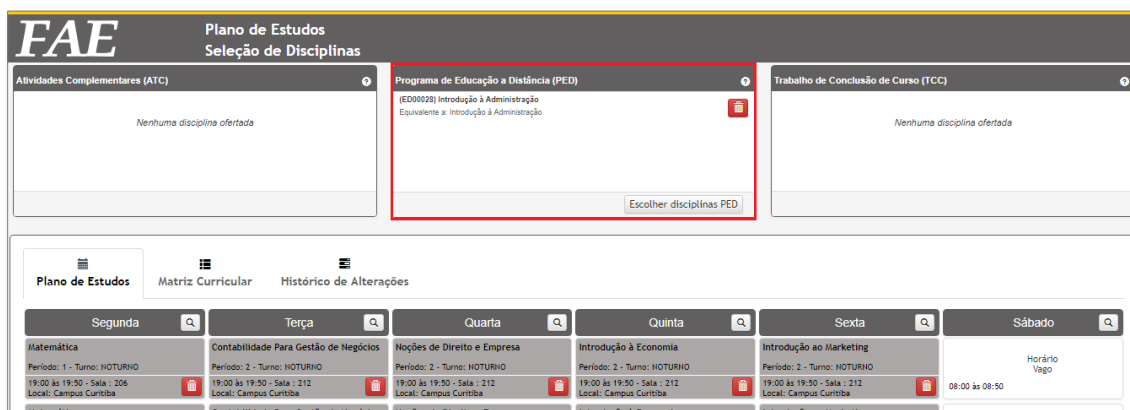 FAE
Plano de Estudos
Seleção de Disciplinas
Atividades Complementares (ATC)
Nenhuma disciplina ofertada
Programa de Educação a Distância (PED)
(ED00028) Introdução à Administração
Equivalente a: Introdução à Administração
Escolher disciplinas PED
Trabalho de Conclusão de Curso (TCC)
Nenhuma disciplina ofertada
Plano de Estudos
Matriz Curricular
Histórico de Alterações
Segunda
Terça
Quarta
Quinta
Sexta
Sábado
Matemática
Período: 1 - Turno: NOTURNO
19:00 às 19:50 - Sala : 206
Local: Campus Curitiba
Contabilidade Para Gestão de Negócios
Período: 2 - Turno: NOTURNO
19:00 às 19:50 - Sala : 212
Local: Campus Curitiba
Noções de Direito e Empresa
Período: 2 - Turno: NOTURNO
19:00 às 19:50 - Sala : 212
Local: Campus Curitiba
Introdução à Economia
Período: 2 - Turno: NOTURNO
19:00 às 19:50 - Sala : 212
Local: Campus Curitiba
Introdução ao Marketing
Período: 2 - Turno: NOTURNO
19:00 às 19:50 - Sala : 212
Local: Campus Curitiba
Horário
Vago
08:00 às 08:50